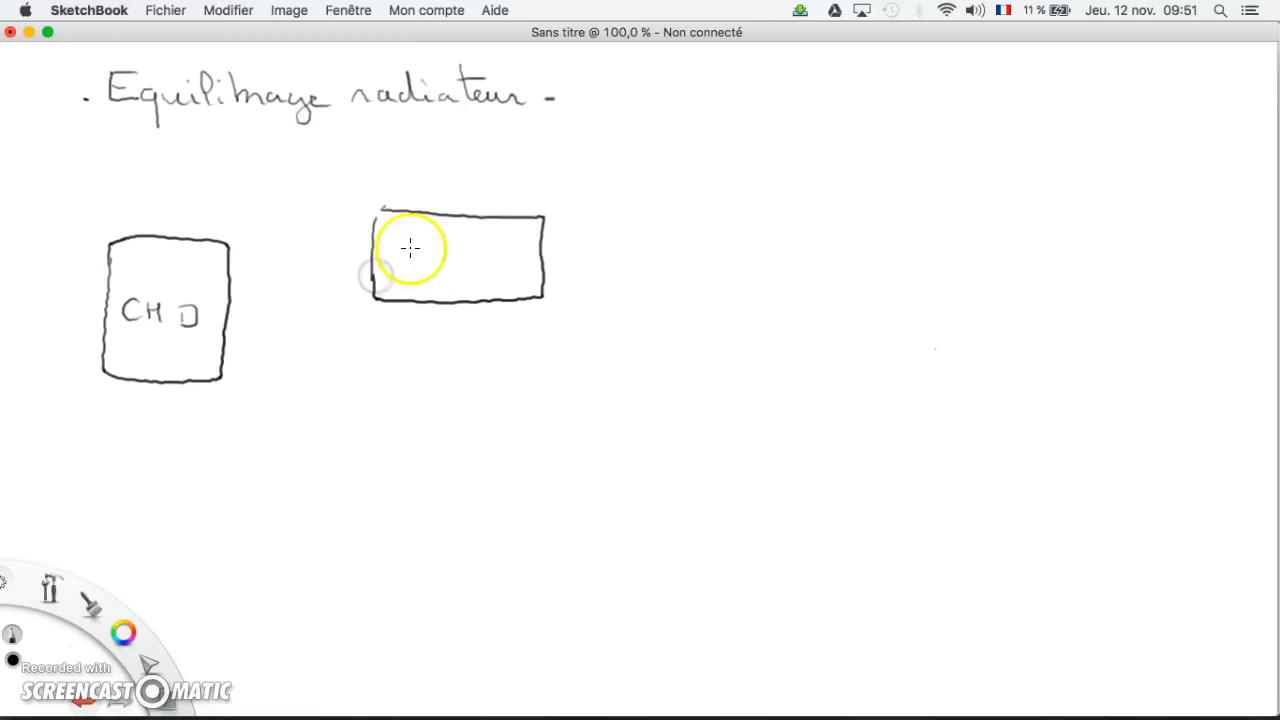 SketchBook Fichier Modifier Image Fenêtre Mon compte Aide 11 % Jeu. 12 nov. 09:51
Sans titre @ 100,0 % - Non connecté
. Equilibrage radiateur -
CHD
Recorded with
SCREENCAST O MATIC